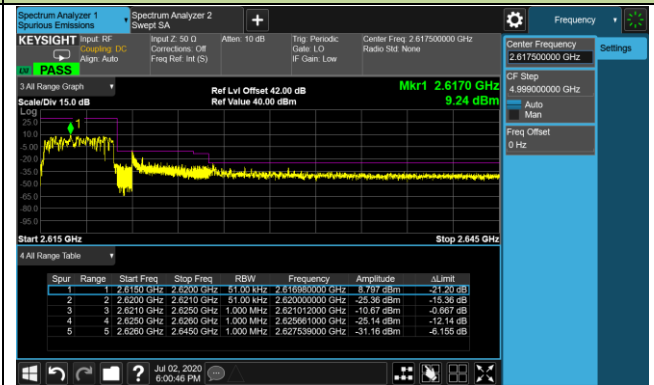 Spectrum Analyzer 1
Spurious Emissions
Spectrum Analyzer 2
Swept SA
Frequency
KEYSIGHT
Input: RF
Coupling: DC
Align: Auto
Input Z: 50 Ω
Corrections: Off
Freq Ref: Int (S)
Atten: 10 dB
Trig: Periodic
Gate: LO
IF Gain: Low
Center Freq: 2.617500000 GHz
Radio Std: None
PASS
Center Frequency
2.617500000 GHz
Settings
CF Step
4.999000000 GHz
Auto
Man
Freq Offset
0 Hz
3 All Range Graph
Ref Lvl Offset 42.00 dB
Mkr1 2.6170 GHz
Scale/Div 15.0 dB
Ref Value 40.00 dBm
9.24 dBm
Log
25.0
10.0
-5.00
-20.0
-35.0
-50.0
-65.0
-80.0
-95.0
1
Start 2.615 GHz
Stop 2.645 GHz
4 All Range Table
Spur Range Start Freq Stop Freq RBW Frequency Amplitude ΔLimit
1 1 2.6150 GHz 2.6200 GHz 51.00 kHz 2.616980000 GHz 8.797 dBm -21.20 dB
2 2 2.6200 GHz 2.6210 GHz 51.00 kHz 2.620000000 GHz -25.36 dBm -15.36 dB
3 3 2.6210 GHz 2.6250 GHz 1.000 MHz 2.621012000 GHz -10.67 dBm -0.667 dB
4 4 2.6250 GHz 2.6260 GHz 1.000 MHz 2.625661000 GHz -25.14 dBm -12.14 dB
5 5 2.6260 GHz 2.6450 GHz 1.000 MHz 2.627539000 GHz -31.16 dBm -6.155 dB
Jul 02, 2020
6:00:46 PM